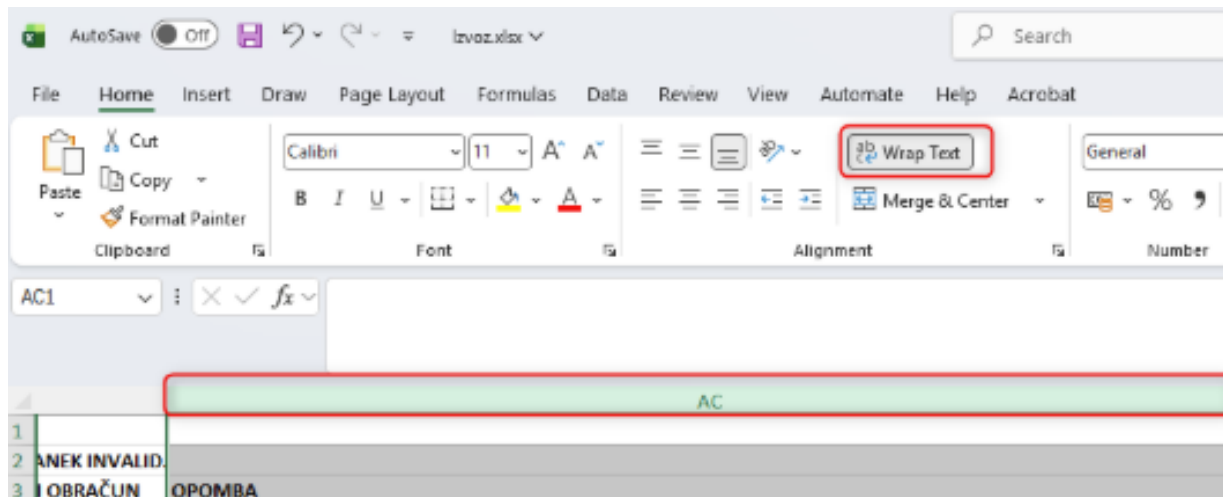 AutoSave Off Izvoz.xlsx Search
File Home Insert Draw Page Layout Formulas Data Review View Automate Help Acrobat
Paste
Cut
Copy
Format Painter
Clipboard
Calibri 11 A A
B I U A
Font
ab Wrap Text
Merge & Center
Alignment
General
% 9
Number
AC1 fx
AC
1
2 ANEK INVALID.
3 I OBRAČUN OPOMBA